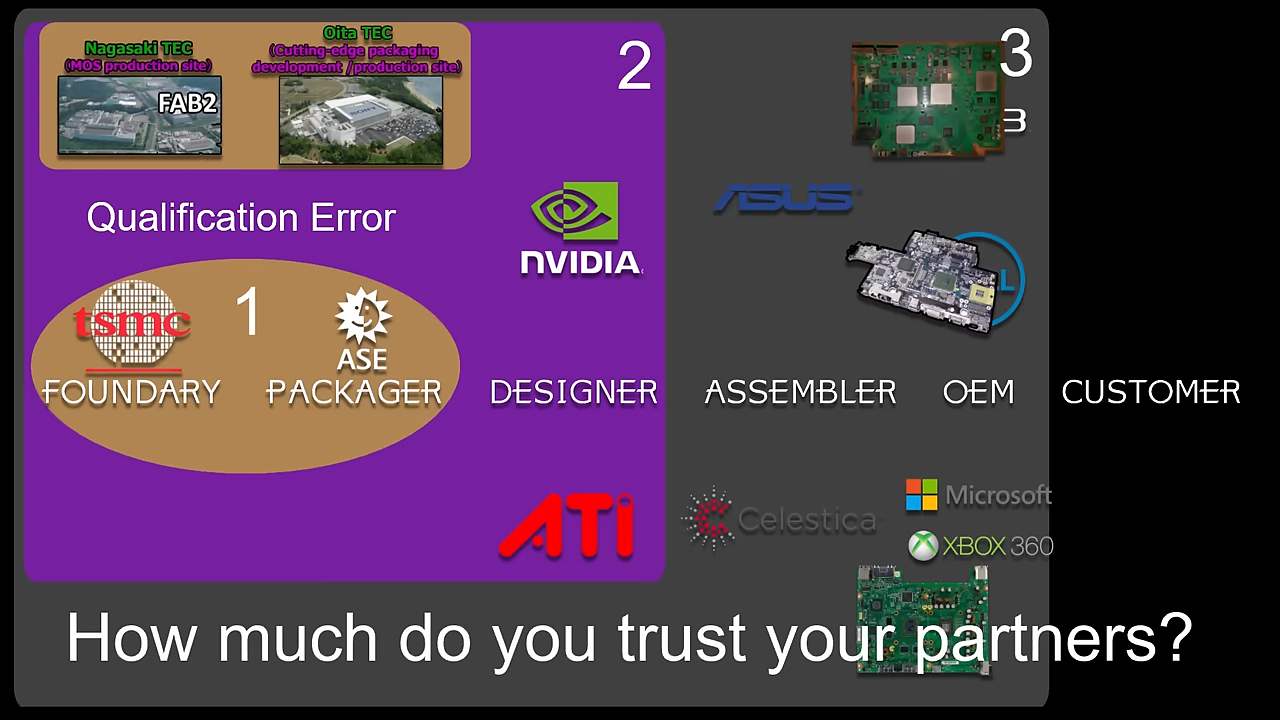 Nagasaki TEC
(MOS production site)
FAB2
Oita TEC
(Cutting-edge packaging
development /production site)
2
3
3
Qualification Error
NVIDIA
ASUS
L
tsmc
1
ASE
FOUNDARY
PACKAGER
DESIGNER
ASSEMBLER
OEM
CUSTOMER
ATi
Celestica
Microsoft
XBOX 360
How much do you trust your partners?